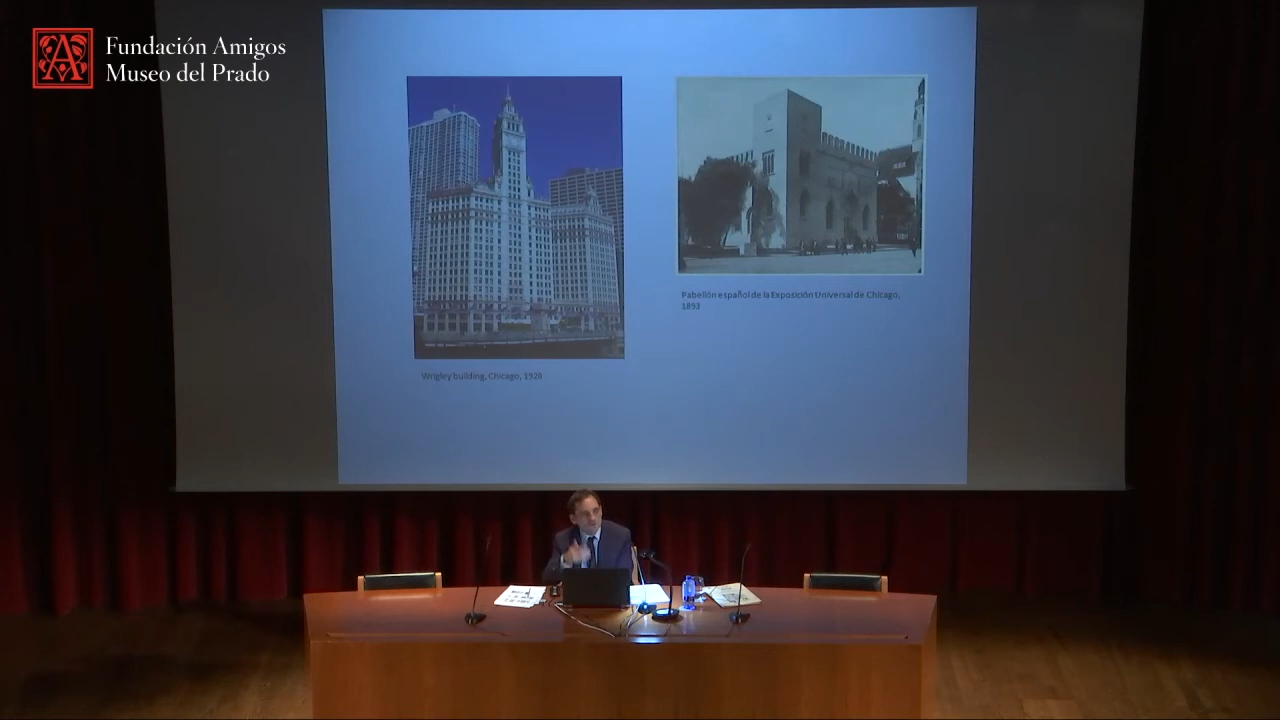 Fundación Amigos
Museo del Prado
Pabellón español de la Exposición Universal de Chicago,
1893
Wrigley building, Chicago, 1920